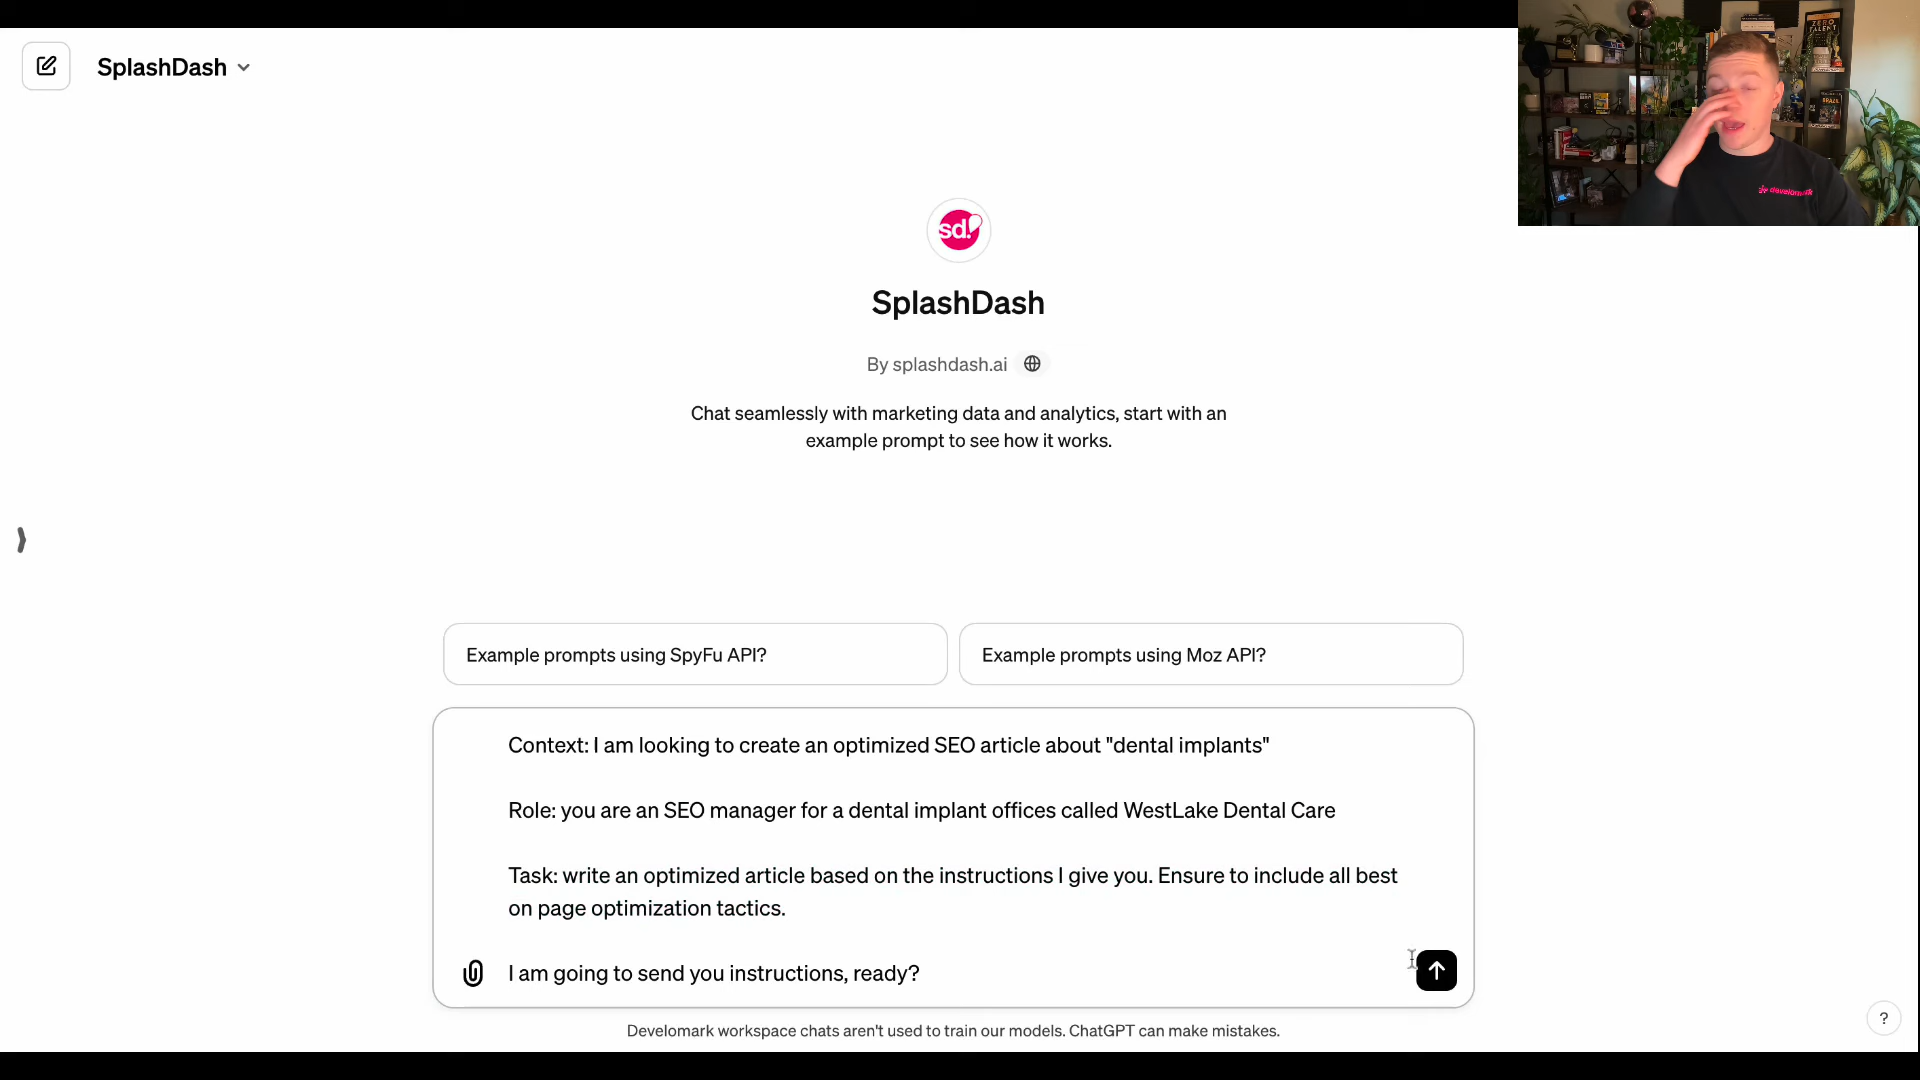 SplashDash
ZERO
TALENT
BRAZIL
develomark
sd!
SplashDash
By splashdash.ai
Chat seamlessly with marketing data and analytics, start with an
example prompt to see how it works.
Example prompts using SpyFu API?
Example prompts using Moz API?
Context: I am looking to create an optimized SEO article about "dental implants"
Role: you are an SEO manager for a dental implant offices called WestLake Dental Care
Task: write an optimized article based on the instructions I give you. Ensure to include all best
on page optimization tactics.
I am going to send you instructions, ready?
Develomark workspace chats aren't used to train our models. ChatGPT can make mistakes.
?